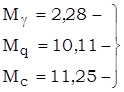 Mγ = 2,28 –
Mq = 10,11 –
Mc = 11,25 –